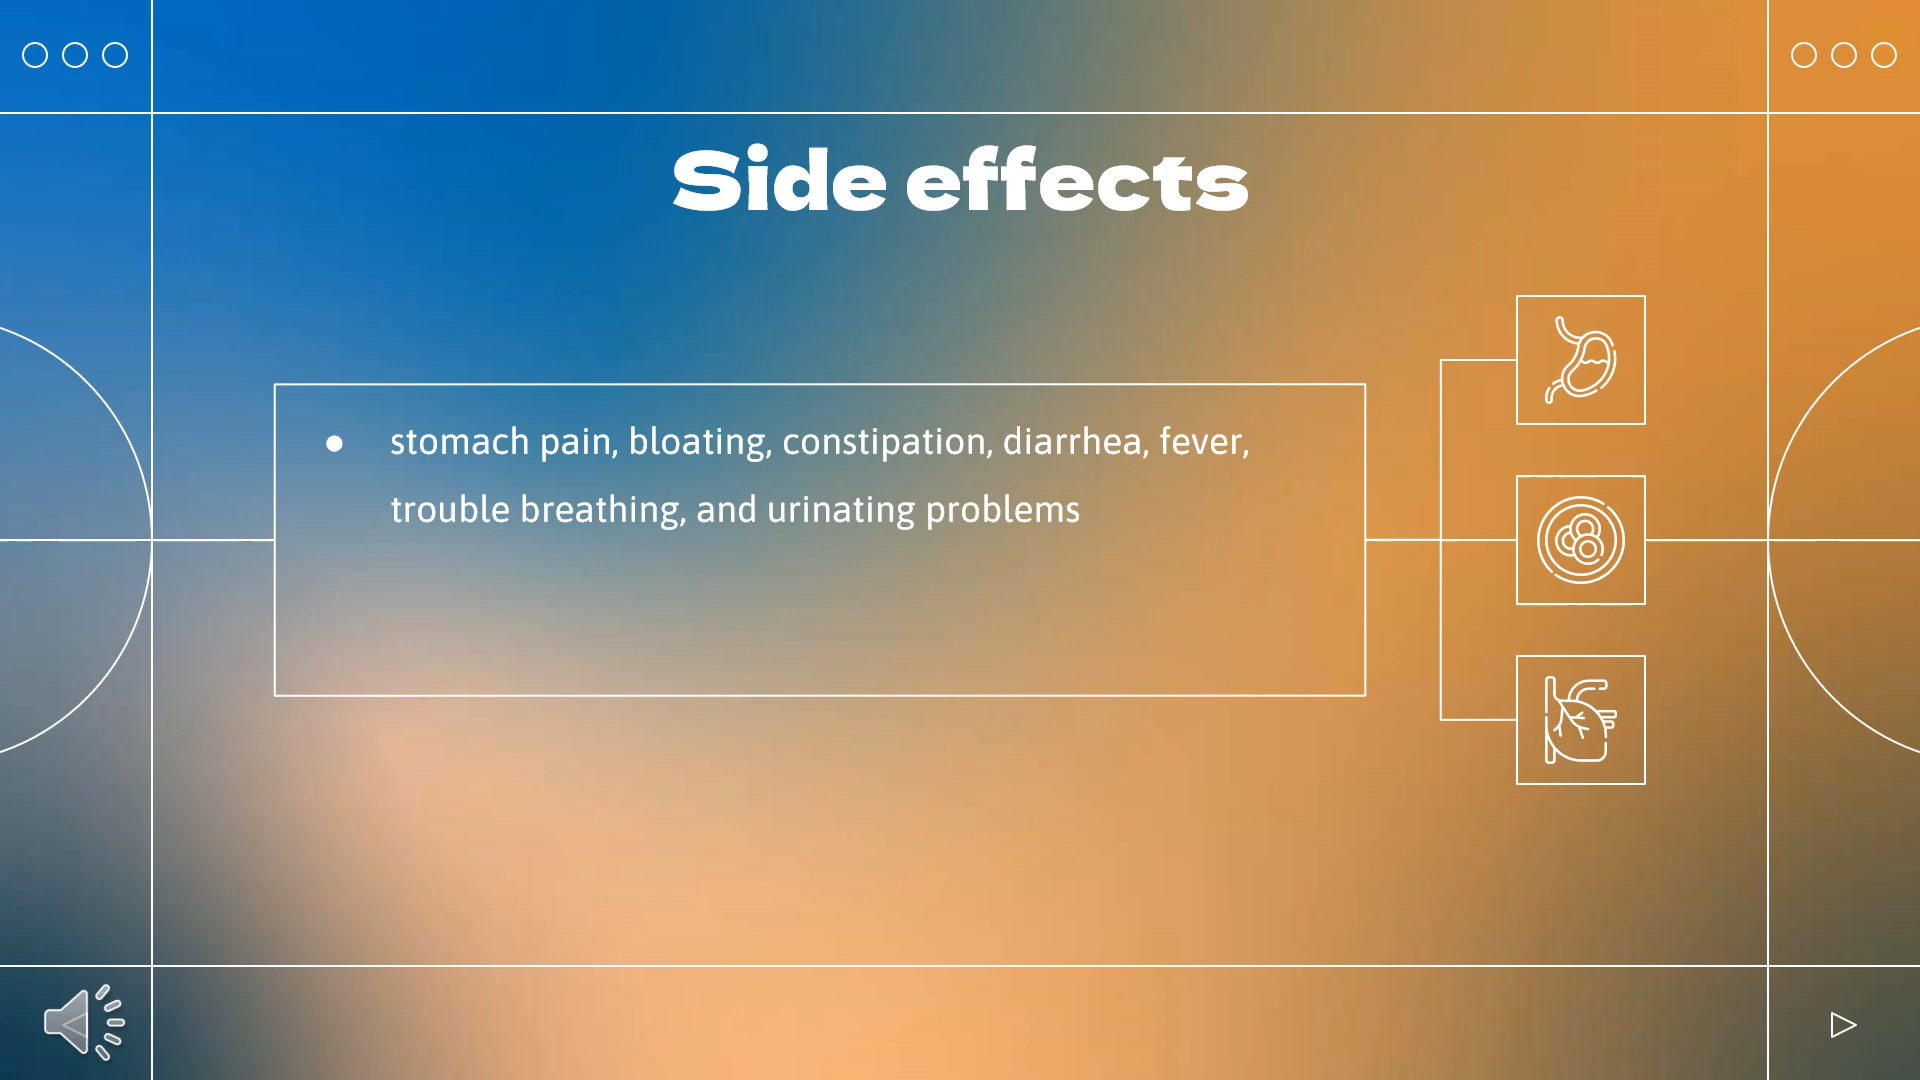 Side effects
● stomach pain, bloating, constipation, diarrhea, fever,
trouble breathing, and urinating problems